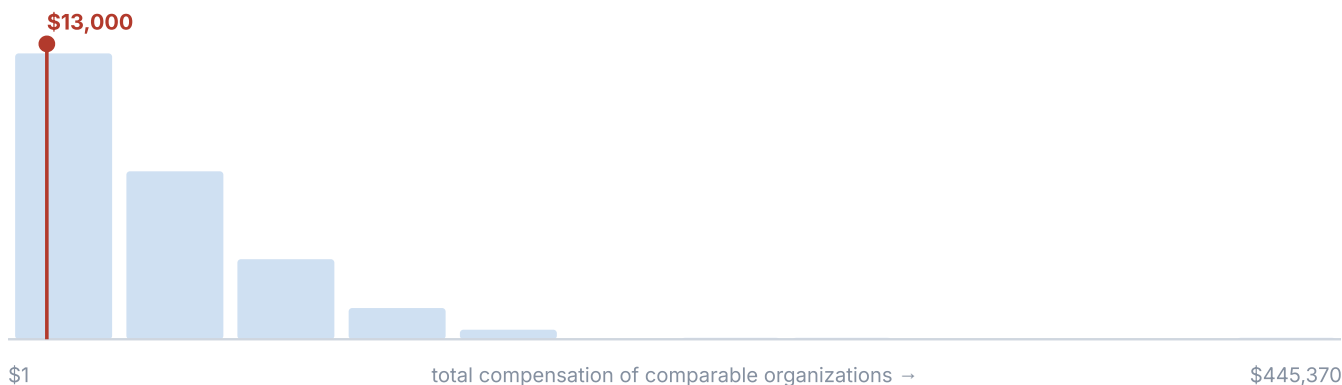 $13,000
$1
total compensation of comparable organizations →
$445,370